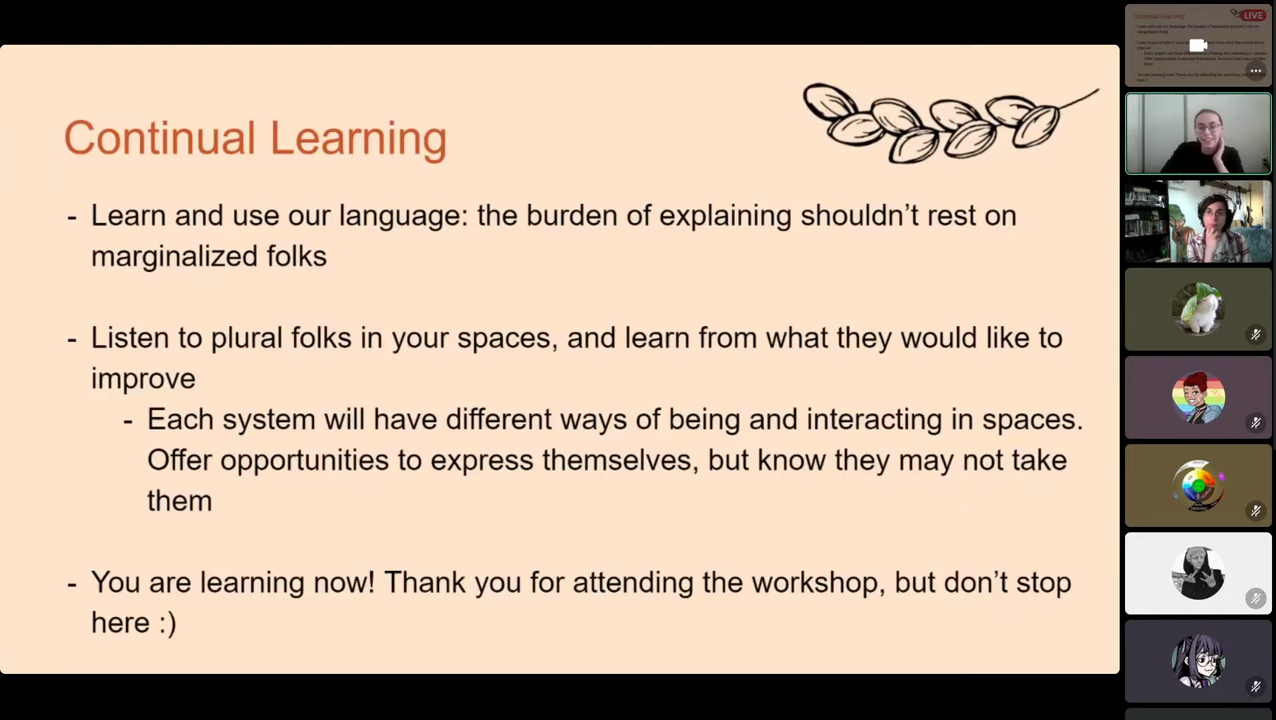 Continual Learning
- Learn and use our language: the burden of explaining shouldn't rest on
marginalized folks
- Listen to plural folks in your spaces, and learn from what they would like to
improve
- Each system will have different ways of being and interacting in spaces.
Offer opportunities to express themselves, but know they may not take
them
- You are learning now! Thank you for attending the workshop, but don't stop
here :)
Continual Learning
LIVE